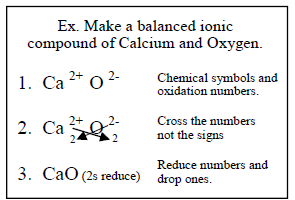 Ex. Make a balanced ionic
compound of Calcium and Oxygen.
1. Ca 2+ O 2- Chemical symbols and
oxidation numbers.
2. Ca 2+ O 2- Cross the numbers
2 2 not the signs
3. CaO (2s reduce) Reduce numbers and
drop ones.